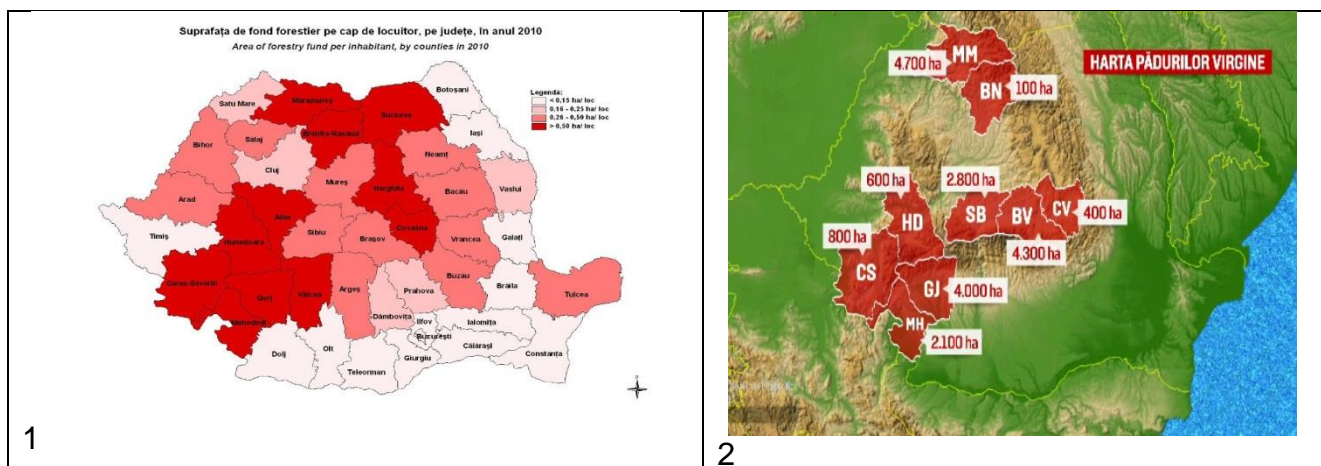 Suprafața de fond forestier pe cap de locuitor, pe județe, în anul 2010
Area of forestry fund per inhabitant, by counties in 2010
Legenda:
< 0,15 ha/ loc
0,16 - 0,25 ha/ loc
0,26 - 0,50 ha/ loc
> 0,50 ha/ loc
Botoșani
Satu Mare
Maramureș
Suceava
Iași
Bistrița-Năsăud
Sălaj
Bihor
Neamț
Cluj
Mureș
Harghita
Bacău
Vaslui
Arad
Alba
Covasna
Timiș
Hunedoara
Sibiu
Brașov
Vrancea
Galați
Caraș-Severin
Gorj
Vâlcea
Argeș
Prahova
Buzău
Brăila
Tulcea
Mehedinți
Dâmbovița
Ilfov
Ialomița
București
Călărași
Constanța
Dolj
Olt
Giurgiu
Teleorman
1
HARTA PĂDURILOR VIRGINE
MM
4.700 ha
BN
100 ha
600 ha
2.800 ha
HD
SB
BV
CV
400 ha
800 ha
4.300 ha
CS
GJ
4.000 ha
MH
2.100 ha
2